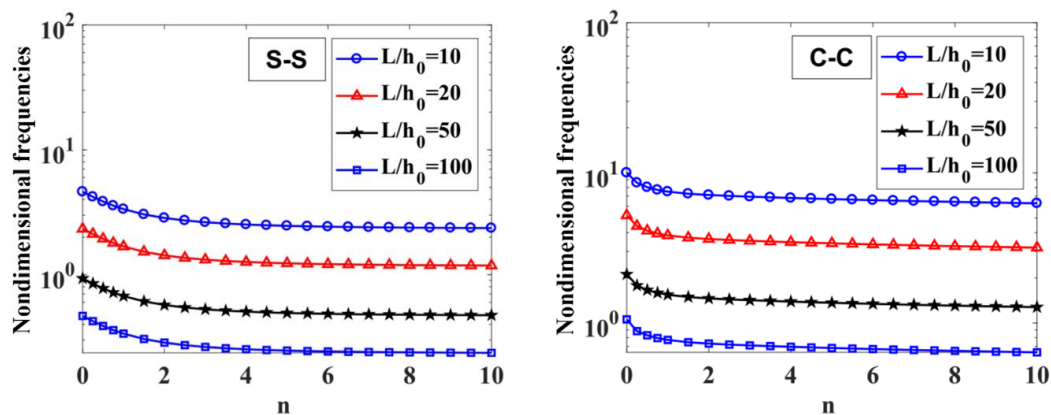 Nondimensional frequencies
10²
10¹
10⁰
S-S
L/h₀=10
L/h₀=20
L/h₀=50
L/h₀=100
0 2 4 6 8 10
n
Nondimensional frequencies
10²
10¹
10⁰
C-C
L/h₀=10
L/h₀=20
L/h₀=50
L/h₀=100
0 2 4 6 8 10
n